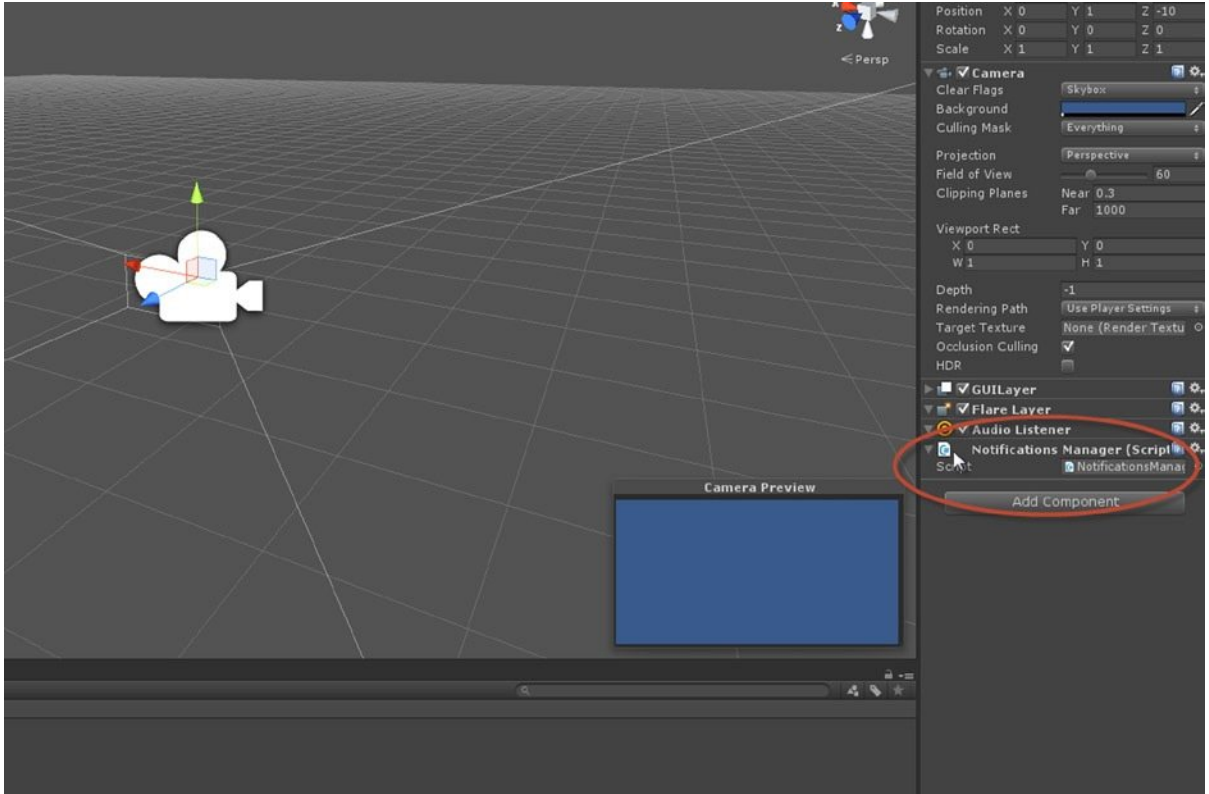 x
z
Persp
Position X 0 Y 1 Z -10
Rotation X 0 Y 0 Z 0
Scale X 1 Y 1 Z 1
Camera
Clear Flags Skybox
Background
Culling Mask Everything
Projection Perspective
Field of View 60
Clipping Planes Near 0.3
Far 1000
Viewport Rect
X 0 Y 0
W 1 H 1
Depth -1
Rendering Path Use Player Settings
Target Texture None (Render Textu
Occlusion Culling
HDR
GUILayer
Flare Layer
Audio Listener
Notifications Manager (Script
Script NotificationsManag
Add Component
Camera Preview